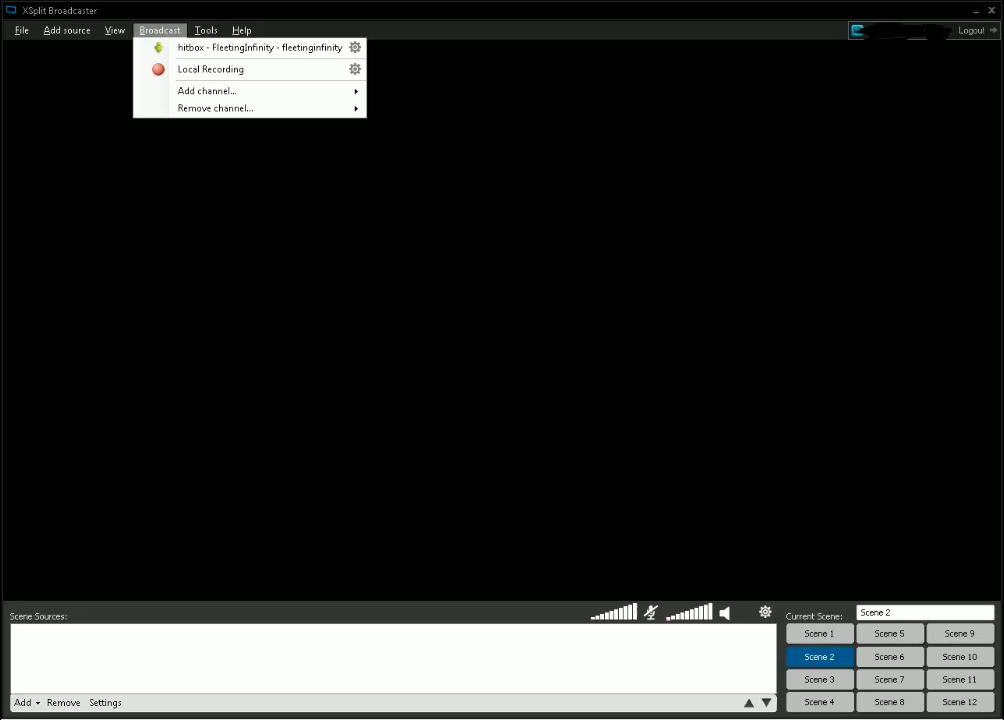 XSplit Broadcaster
File Add source View Broadcast Tools Help Logout
hitbox - FleetingInfinity - fleetinginfinity
Local Recording
Add channel...
Remove channel...
Scene Sources:
Current Scene: Scene 2
Scene 1 Scene 5 Scene 9
Scene 2 Scene 6 Scene 10
Scene 3 Scene 7 Scene 11
Scene 4 Scene 8 Scene 12
Add Remove Settings